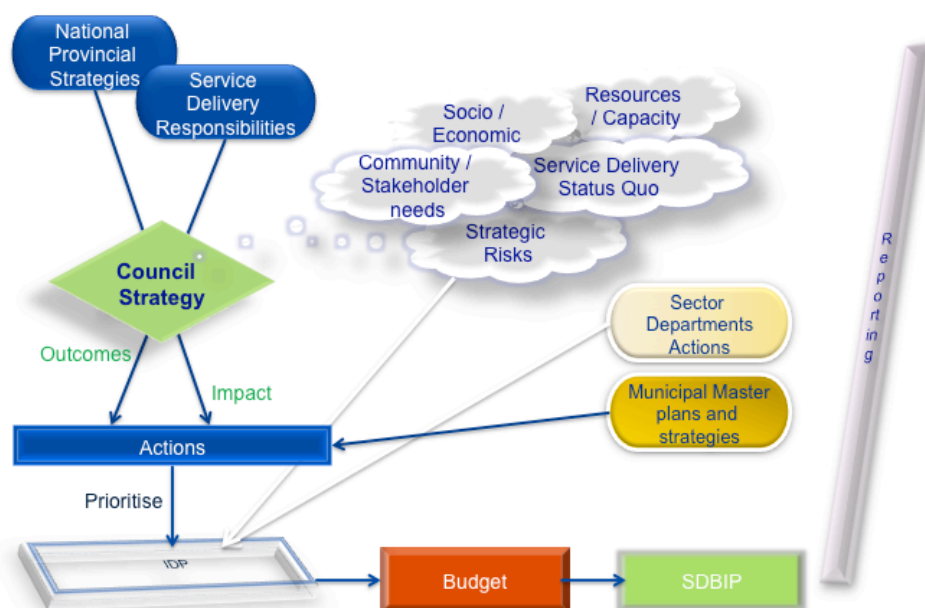 National
Provincial
Strategies
Service
Delivery
Responsibilities
Socio /
Economic
Resources
/ Capacity
Community /
Stakeholder
needs
Service Delivery
Status Quo
Strategic
Risks
Council
Strategy
Sector
Departments
Actions
Outcomes
Impact
Municipal Master
plans and
strategies
Actions
Prioritise
IDP
Budget
SDBIP
Reporting